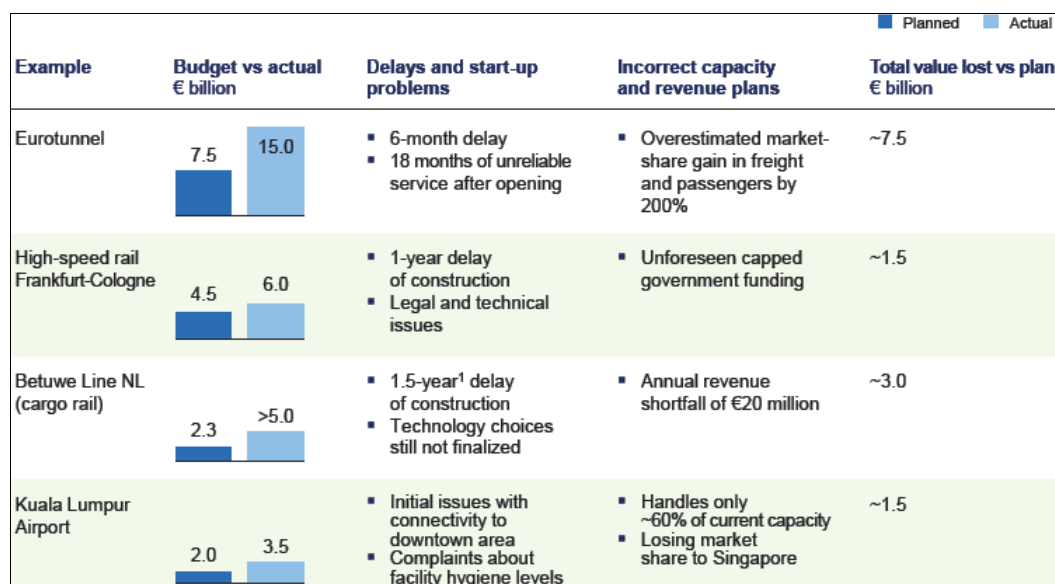 Planned Actual
Example Budget vs actual Delays and start-up Incorrect capacity Total value lost vs plan
€ billion problems and revenue plans € billion
Eurotunnel
7.5 15.0
▪ 6-month delay
▪ 18 months of unreliable
service after opening
▪ Overestimated market-
share gain in freight
and passengers by
200%
~7.5
High-speed rail
Frankfurt-Cologne
4.5 6.0
▪ 1-year delay
of construction
▪ Legal and technical
issues
▪ Unforeseen capped
government funding
~1.5
Betuwe Line NL
(cargo rail)
2.3 >5.0
▪ 1.5-year¹ delay
of construction
▪ Technology choices
still not finalized
▪ Annual revenue
shortfall of €20 million
~3.0
Kuala Lumpur
Airport
2.0 3.5
▪ Initial issues with
connectivity to
downtown area
▪ Complaints about
facility hygiene levels
▪ Handles only
~60% of current capacity
▪ Losing market
share to Singapore
~1.5